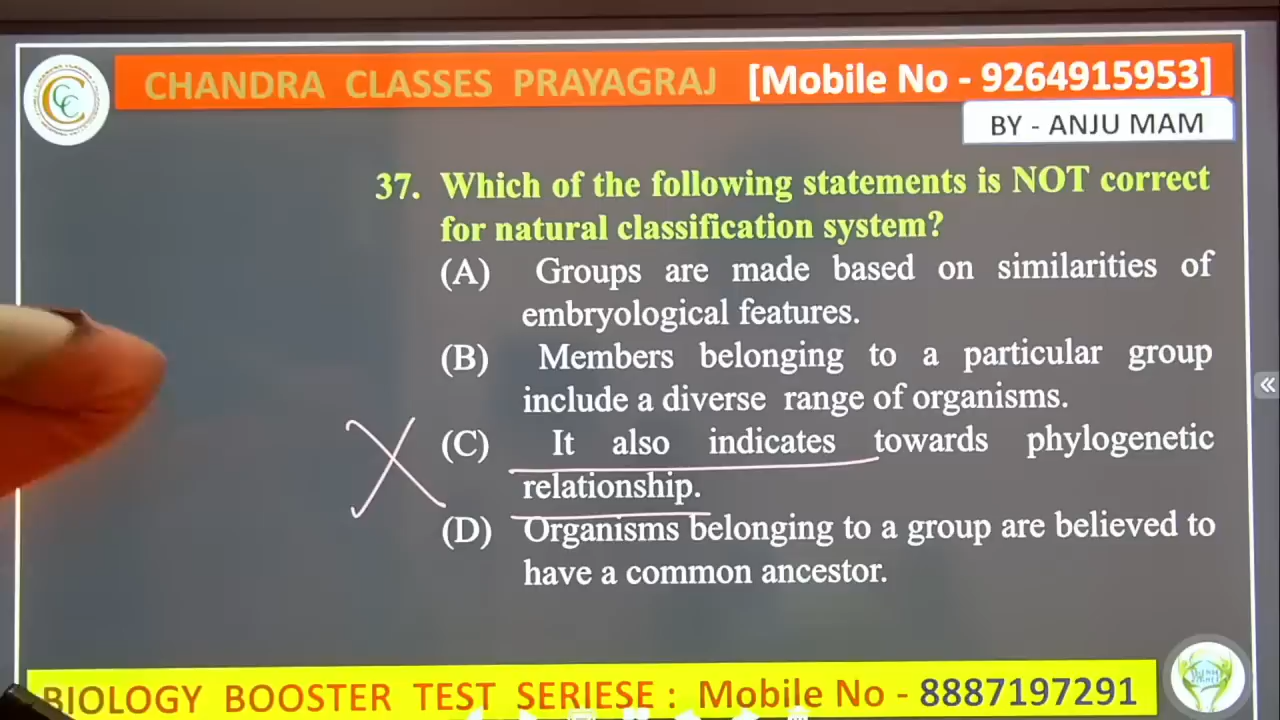 CHANDRA CLASSES PRAYAGRAJ [Mobile No - 9264915953]
BY - ANJU MAM
37. Which of the following statements is NOT correct
for natural classification system?
(A) Groups are made based on similarities of
embryological features.
(B) Members belonging to a particular group
include a diverse range of organisms.
(C) It also indicates towards phylogenetic
relationship.
(D) Organisms belonging to a group are believed to
have a common ancestor.
BIOLOGY BOOSTER TEST SERIESE : Mobile No - 8887197291